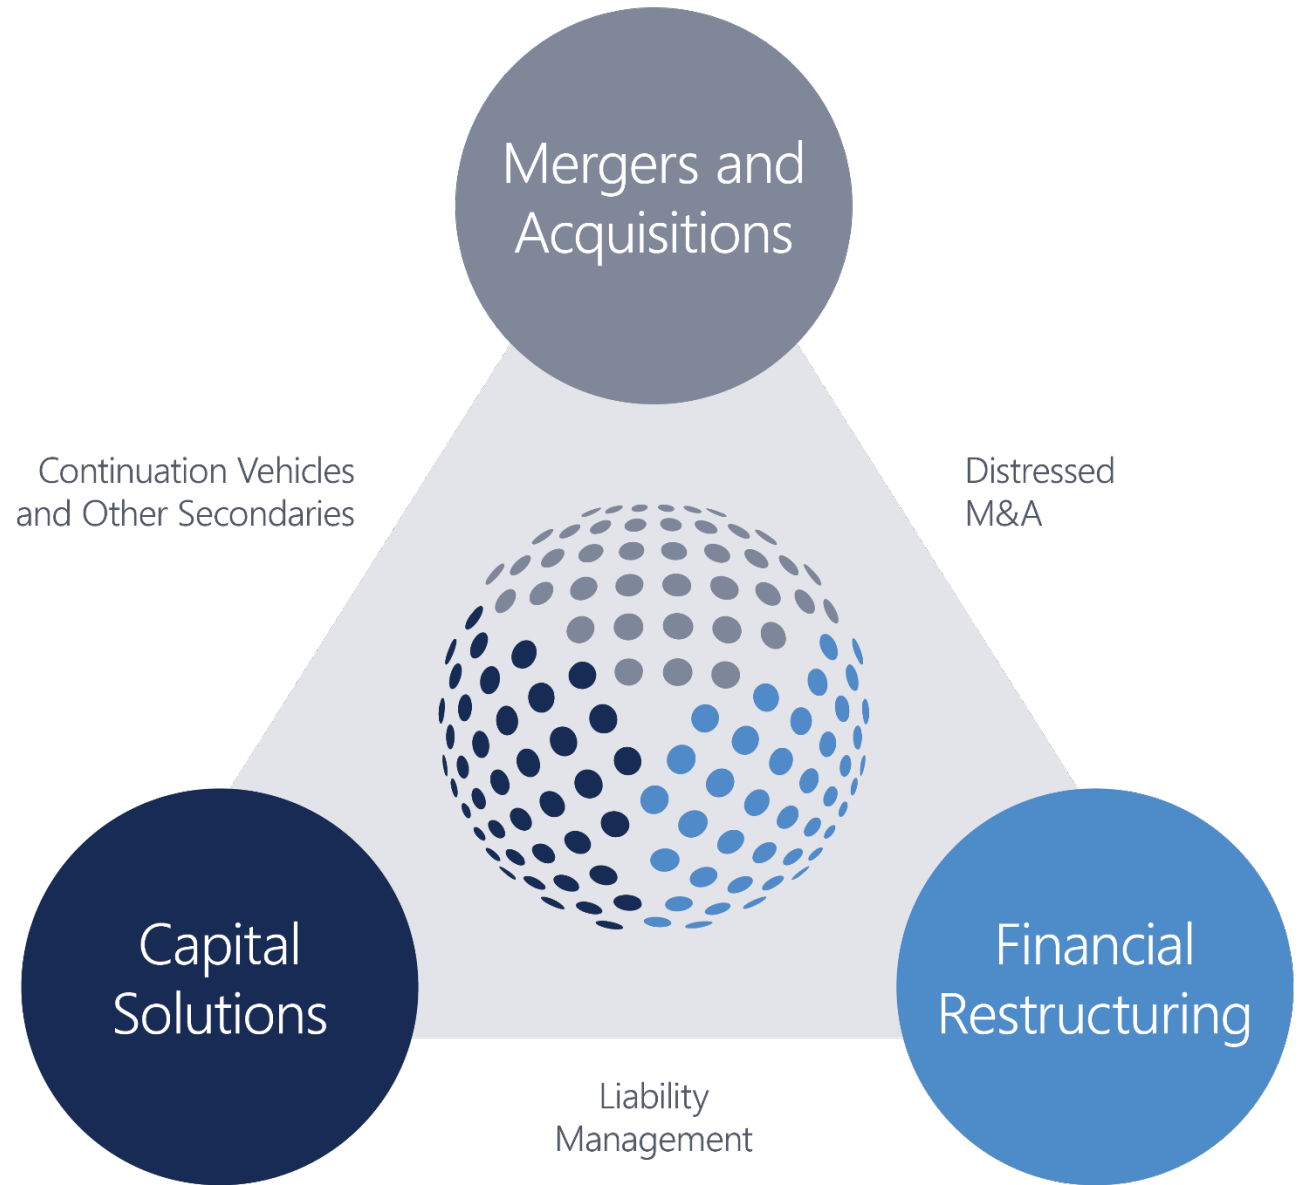 Mergers and
Acquisitions
Continuation Vehicles
and Other Secondaries
Distressed
M&A
Capital
Solutions
Financial
Restructuring
Liability
Management